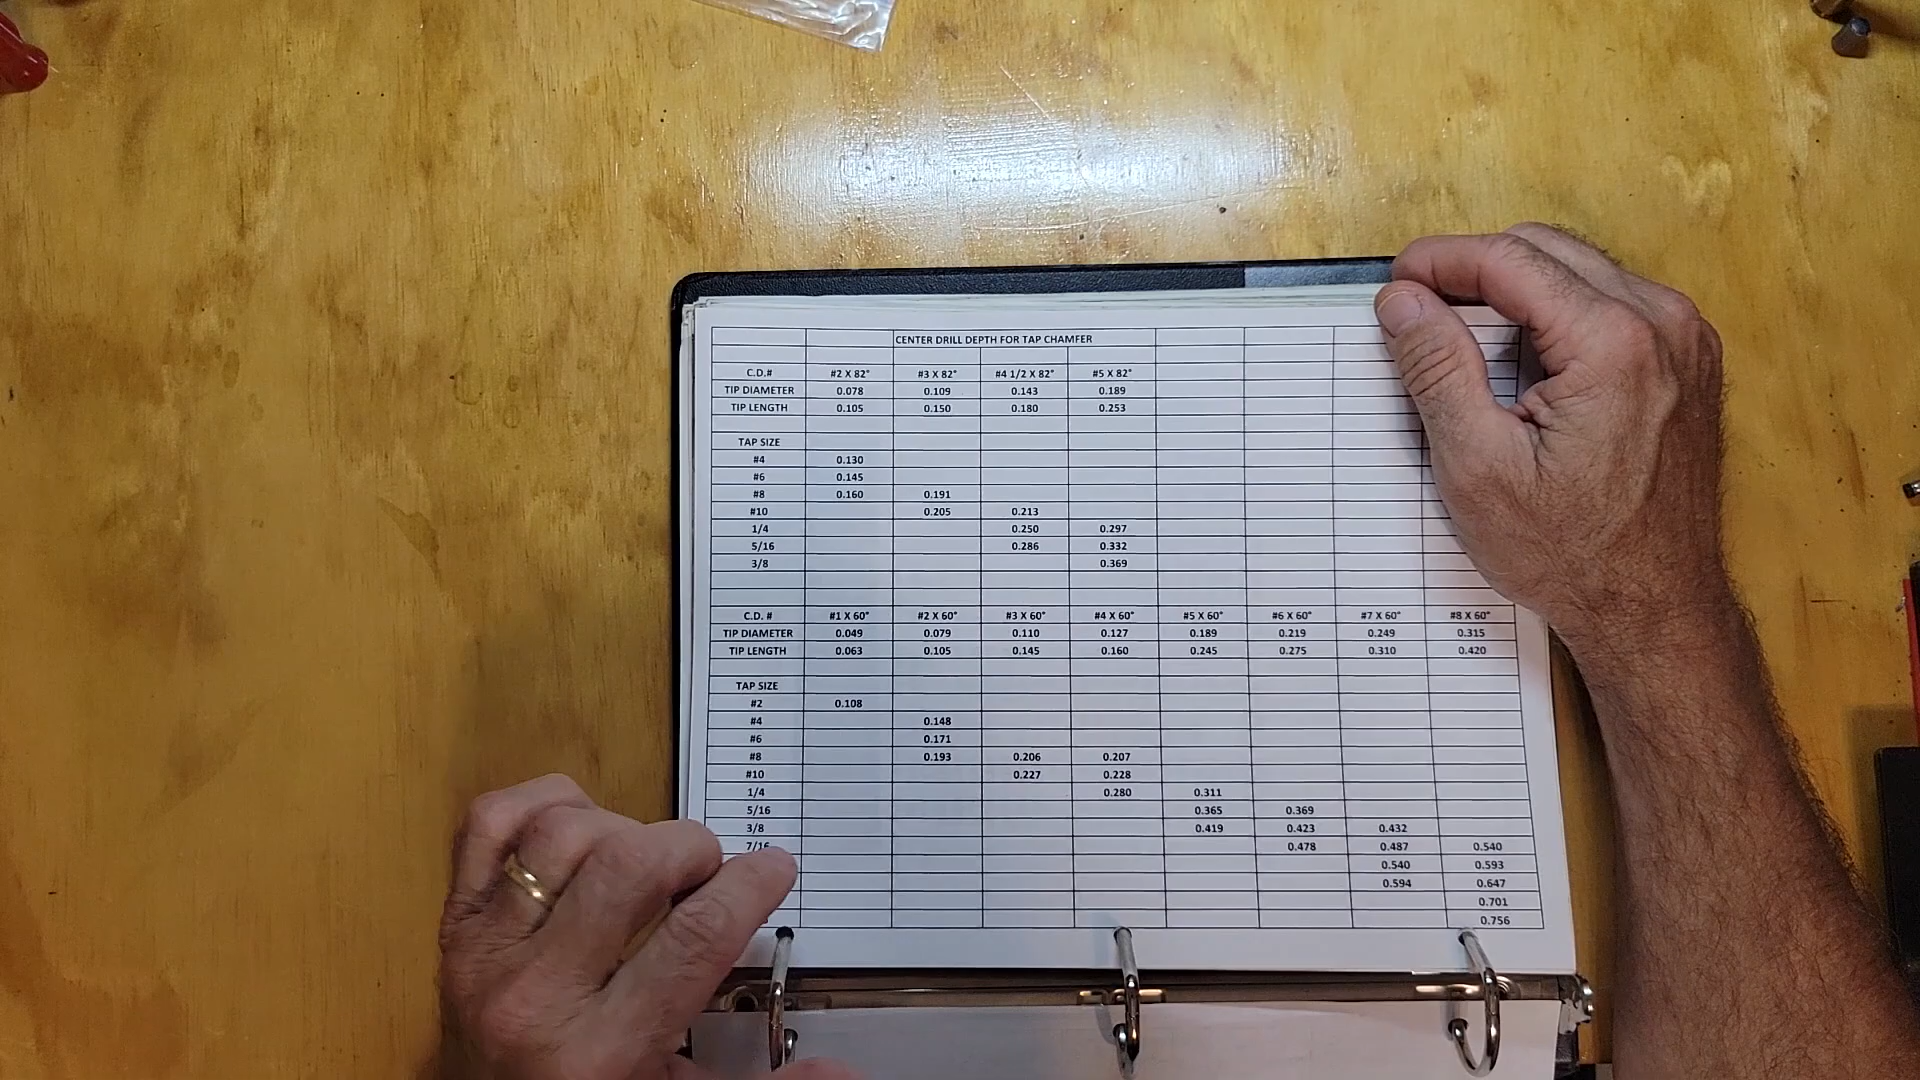 CENTER DRILL DEPTH FOR TAP CHAMFER
C.D.# #2 X 82° #3 X 82° #4 1/2 X 82° #5 X 82°
TIP DIAMETER 0.078 0.109 0.143 0.189
TIP LENGTH 0.105 0.150 0.180 0.253
TAP SIZE
#4 0.130
#6 0.145
#8 0.160 0.191
#10 0.205 0.213
1/4 0.250 0.297
5/16 0.286 0.332
3/8 0.369
C.D. # #1 X 60° #2 X 60° #3 X 60° #4 X 60° #5 X 60° #6 X 60° #7 X 60° #8 X 60°
TIP DIAMETER 0.049 0.079 0.110 0.127 0.189 0.219 0.249 0.315
TIP LENGTH 0.063 0.105 0.145 0.160 0.245 0.275 0.310 0.420
TAP SIZE
#2 0.108
#4 0.148
#6 0.171
#8 0.193 0.206 0.207
#10 0.227 0.228
1/4 0.280 0.311
5/16 0.365 0.369
3/8 0.419 0.423 0.432
7/16 0.478 0.487 0.540
0.540 0.593
0.594 0.647
0.701
0.756